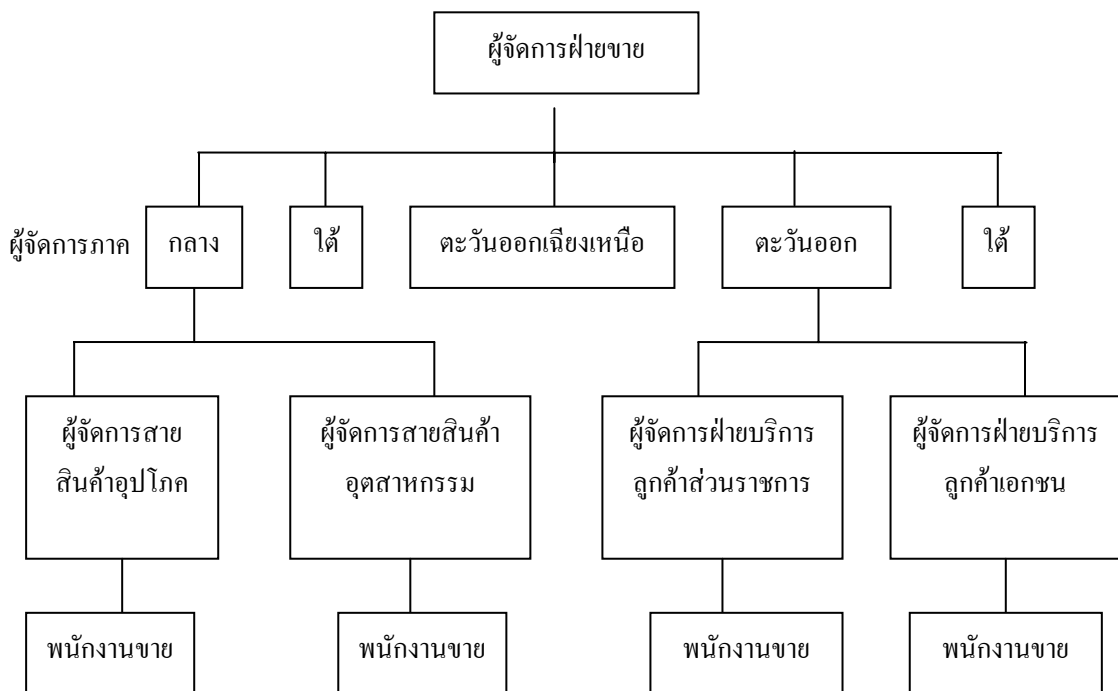 ผู้จัดการฝ่ายขาย
ผู้จัดการภาค
กลาง
ใต้
ตะวันออกเฉียงเหนือ
ตะวันออก
ใต้
ผู้จัดการสาย
สินค้าอุปโภค
ผู้จัดการสายสินค้า
อุตสาหกรรม
ผู้จัดการฝ่ายบริการ
ลูกค้าส่วนราชการ
ผู้จัดการฝ่ายบริการ
ลูกค้าเอกชน
พนักงานขาย
พนักงานขาย
พนักงานขาย
พนักงานขาย